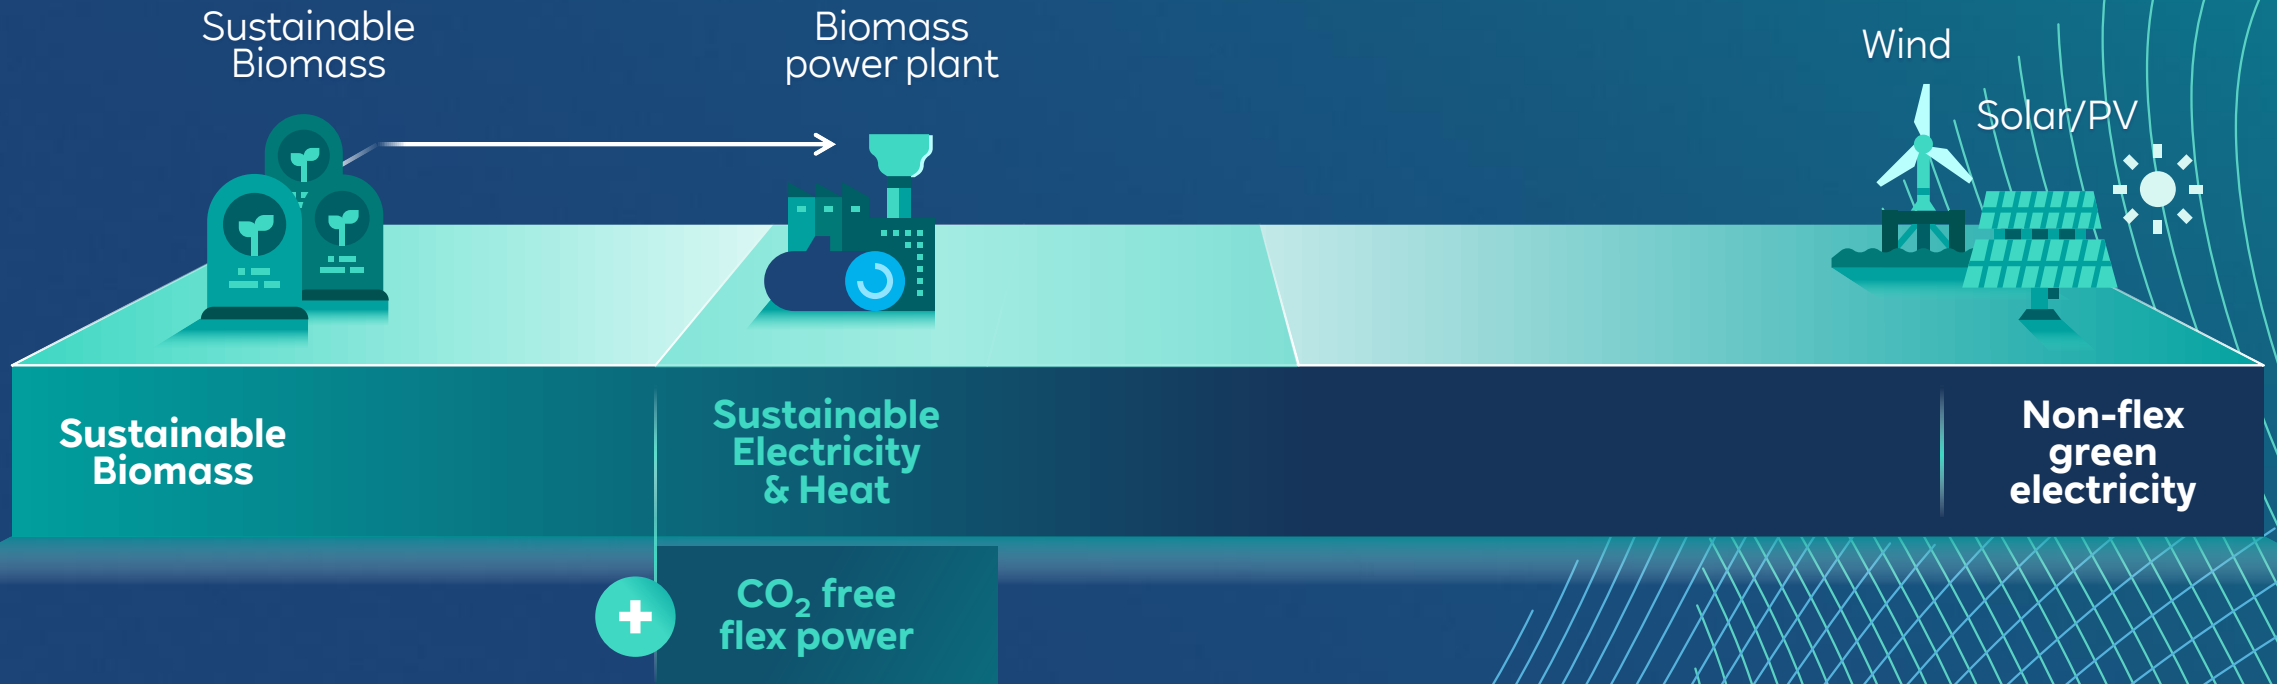 Sustainable
Biomass
Biomass
power plant
Wind
Solar/PV
Sustainable
Biomass
Sustainable
Electricity
& Heat
Non-flex
green
electricity
CO₂ free
flex power